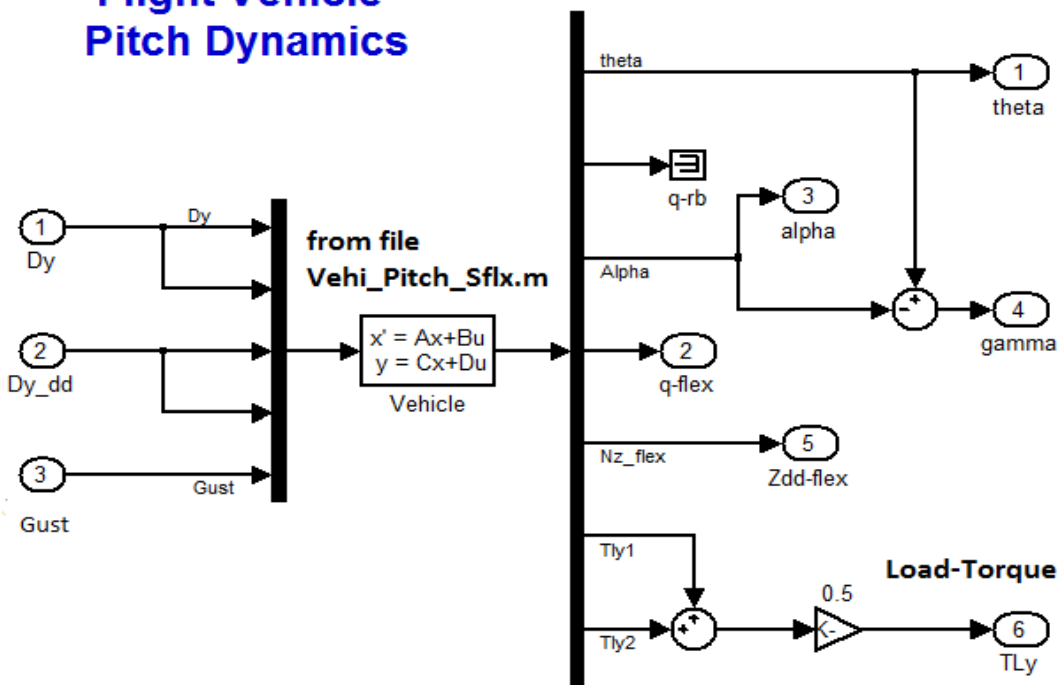 Flight Vehicle
Pitch Dynamics
theta
1
theta
q-rb
3
alpha
Alpha
1
Dy
Dy
from file
Vehi_Pitch_Sflx.m
- +
4
gamma
2
Dy_dd
x' = Ax+Bu
y = Cx+Du
Vehicle
2
q-flex
3
Gust
Gust
Nz_flex
5
Zdd-flex
Tly1
Load-Torque
0.5
+ +
-K-
6
TLy
Tly2